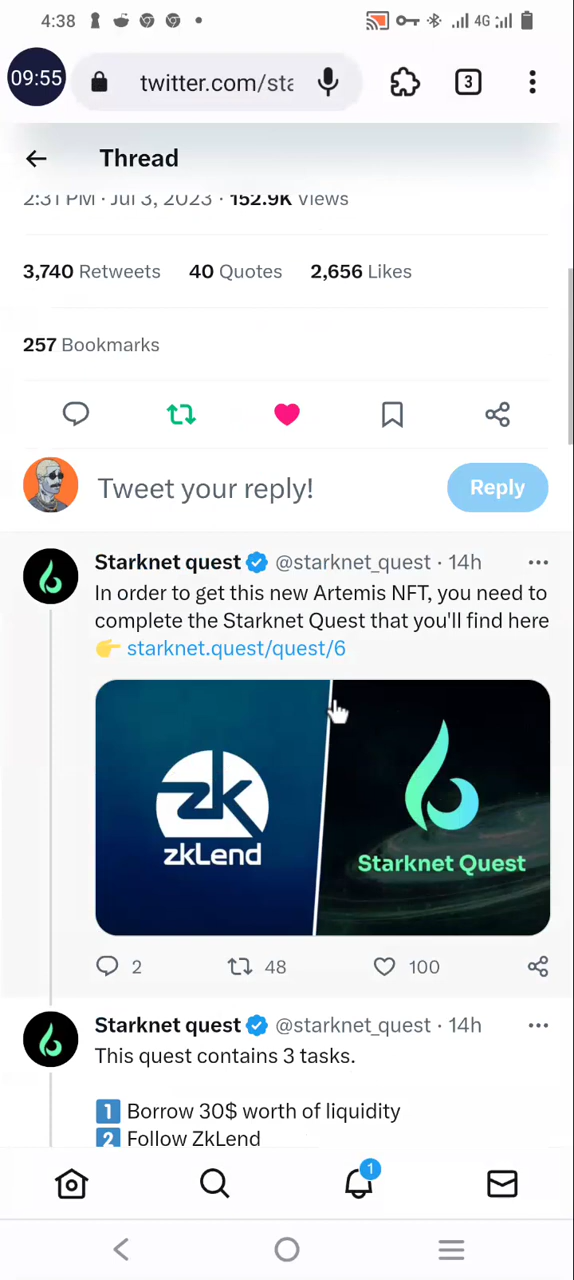 4:38
4G
09:55
twitter.com/sta
3
Thread
2:31 PM · Jul 3, 2023 · 152.9K Views
3,740 Retweets 40 Quotes 2,656 Likes
257 Bookmarks
Tweet your reply!
Reply
Starknet quest @starknet_quest · 14h
In order to get this new Artemis NFT, you need to
complete the Starknet Quest that you'll find here
👉 starknet.quest/quest/6
zk
zkLend
Starknet Quest
2 48 100
Starknet quest @starknet_quest · 14h
This quest contains 3 tasks.
1️⃣ Borrow 30$ worth of liquidity
2️⃣ Follow ZkLend
1